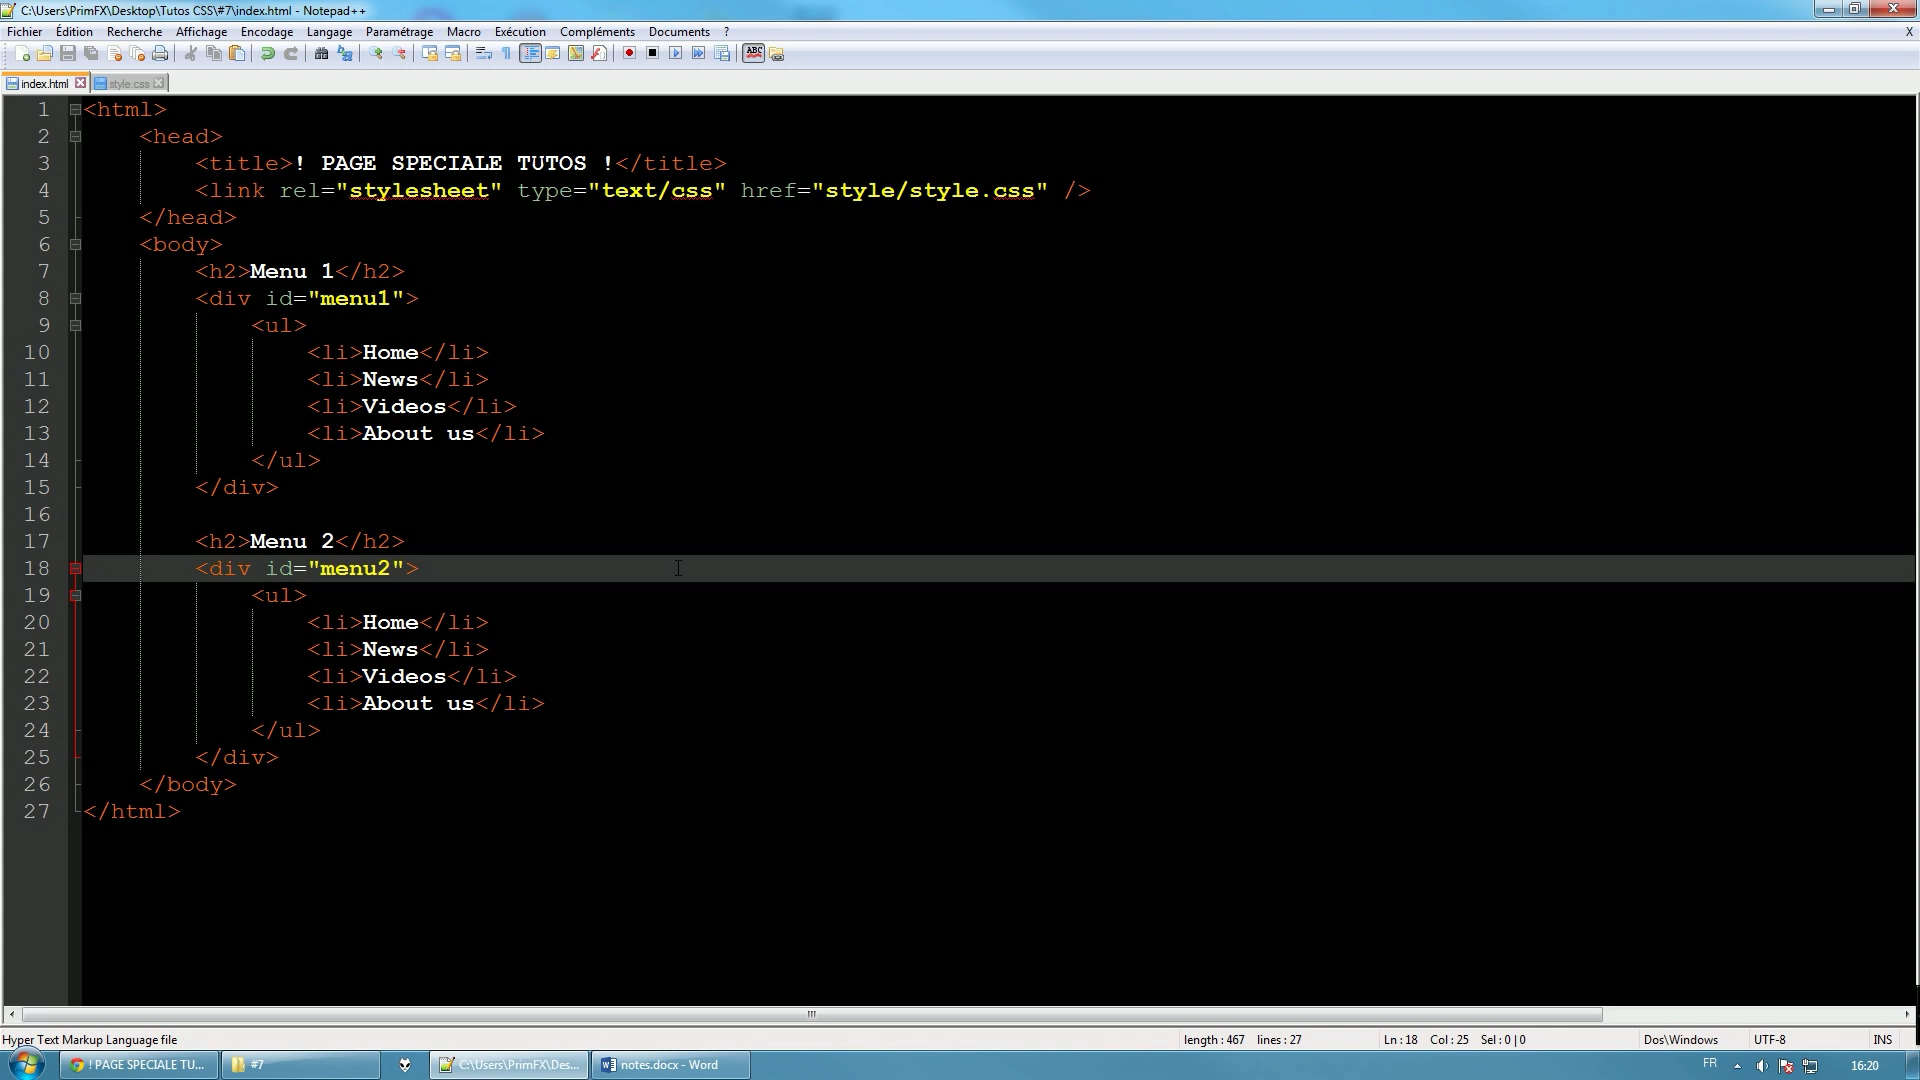 C:\Users\PrimFX\Desktop\Tutos CSS\#7\index.html - Notepad++
Fichier Édition Recherche Affichage Encodage Langage Paramétrage Macro Exécution Compléments Documents ? X
index.html style.css
1 <html>
2 <head>
3 <title>! PAGE SPECIALE TUTOS !</title>
4 <link rel="stylesheet" type="text/css" href="style/style.css" />
5 </head>
6 <body>
7 <h2>Menu 1</h2>
8 <div id="menu1">
9 <ul>
10 <li>Home</li>
11 <li>News</li>
12 <li>Videos</li>
13 <li>About us</li>
14 </ul>
15 </div>
16
17 <h2>Menu 2</h2>
18 <div id="menu2">
19 <ul>
20 <li>Home</li>
21 <li>News</li>
22 <li>Videos</li>
23 <li>About us</li>
24 </ul>
25 </div>
26 </body>
27 </html>
Hyper Text Markup Language file length : 467 lines : 27 Ln : 18 Col : 25 Sel : 0 | 0 Dos\Windows UTF-8 INS
! PAGE SPECIALE TU... #7 C:\Users\PrimFX\Des... notes.docx - Word FR 16:20